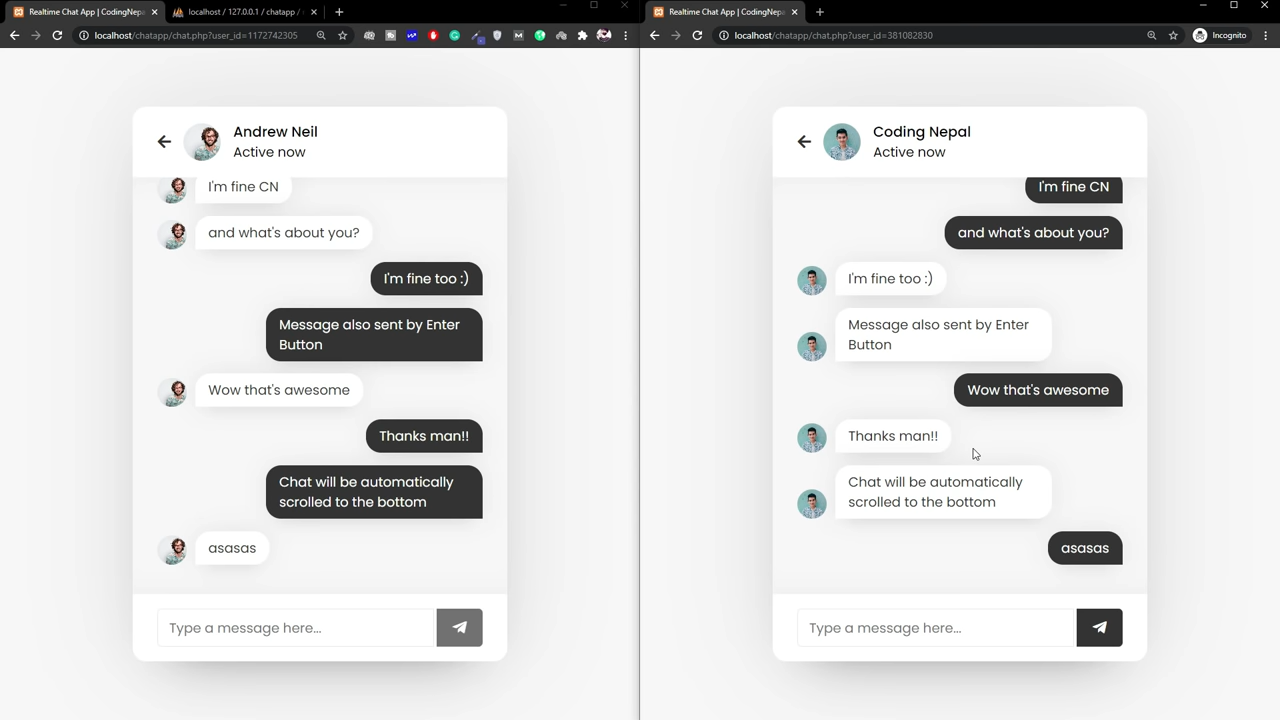 Realtime Chat App | CodingNepa
localhost / 127.0.0.1 / chatapp /
localhost/chatapp/chat.php?user_id=1172742305
Andrew Neil
Active now
I'm fine CN
and what's about you?
I'm fine too :)
Message also sent by Enter
Button
Wow that's awesome
Thanks man!!
Chat will be automatically
scrolled to the bottom
asasas
Type a message here...
Realtime Chat App | CodingNepa
localhost/chatapp/chat.php?user_id=381082830
Incognito
Coding Nepal
Active now
I'm fine CN
and what's about you?
I'm fine too :)
Message also sent by Enter
Button
Wow that's awesome
Thanks man!!
Chat will be automatically
scrolled to the bottom
asasas
Type a message here...